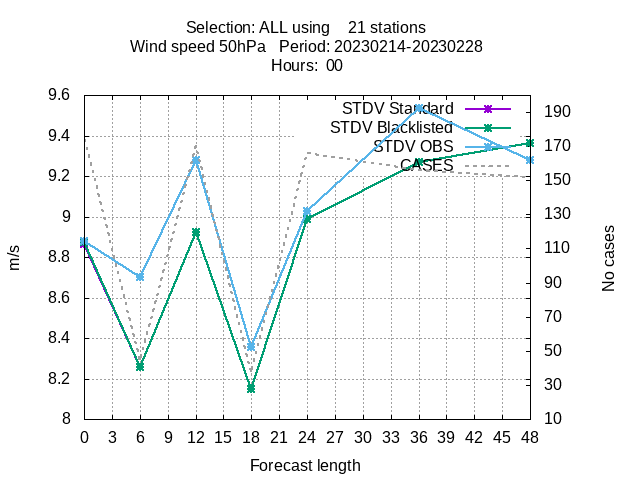 Selection: ALL using    21 stations
Wind speed 50hPa   Period: 20230214-20230228
Hours:  00
STDV Standard
STDV Blacklisted
STDV OBS
CASES
m/s
9.6
9.4
9.2
9
8.8
8.6
8.4
8.2
8
190
170
150
130
110
90
70
50
30
10
No cases
0 3 6 9 12 15 18 21 24 27 30 33 36 39 42 45 48
Forecast length